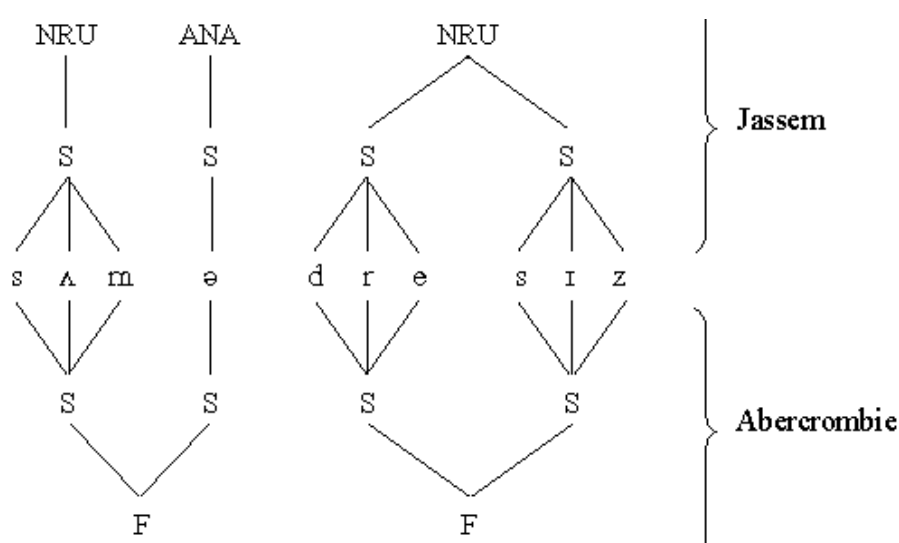 NRU ANA NRU
Jassem
S S S S
s ʌ m ə d r e s ɪ z
S S S S
Abercrombie
F F